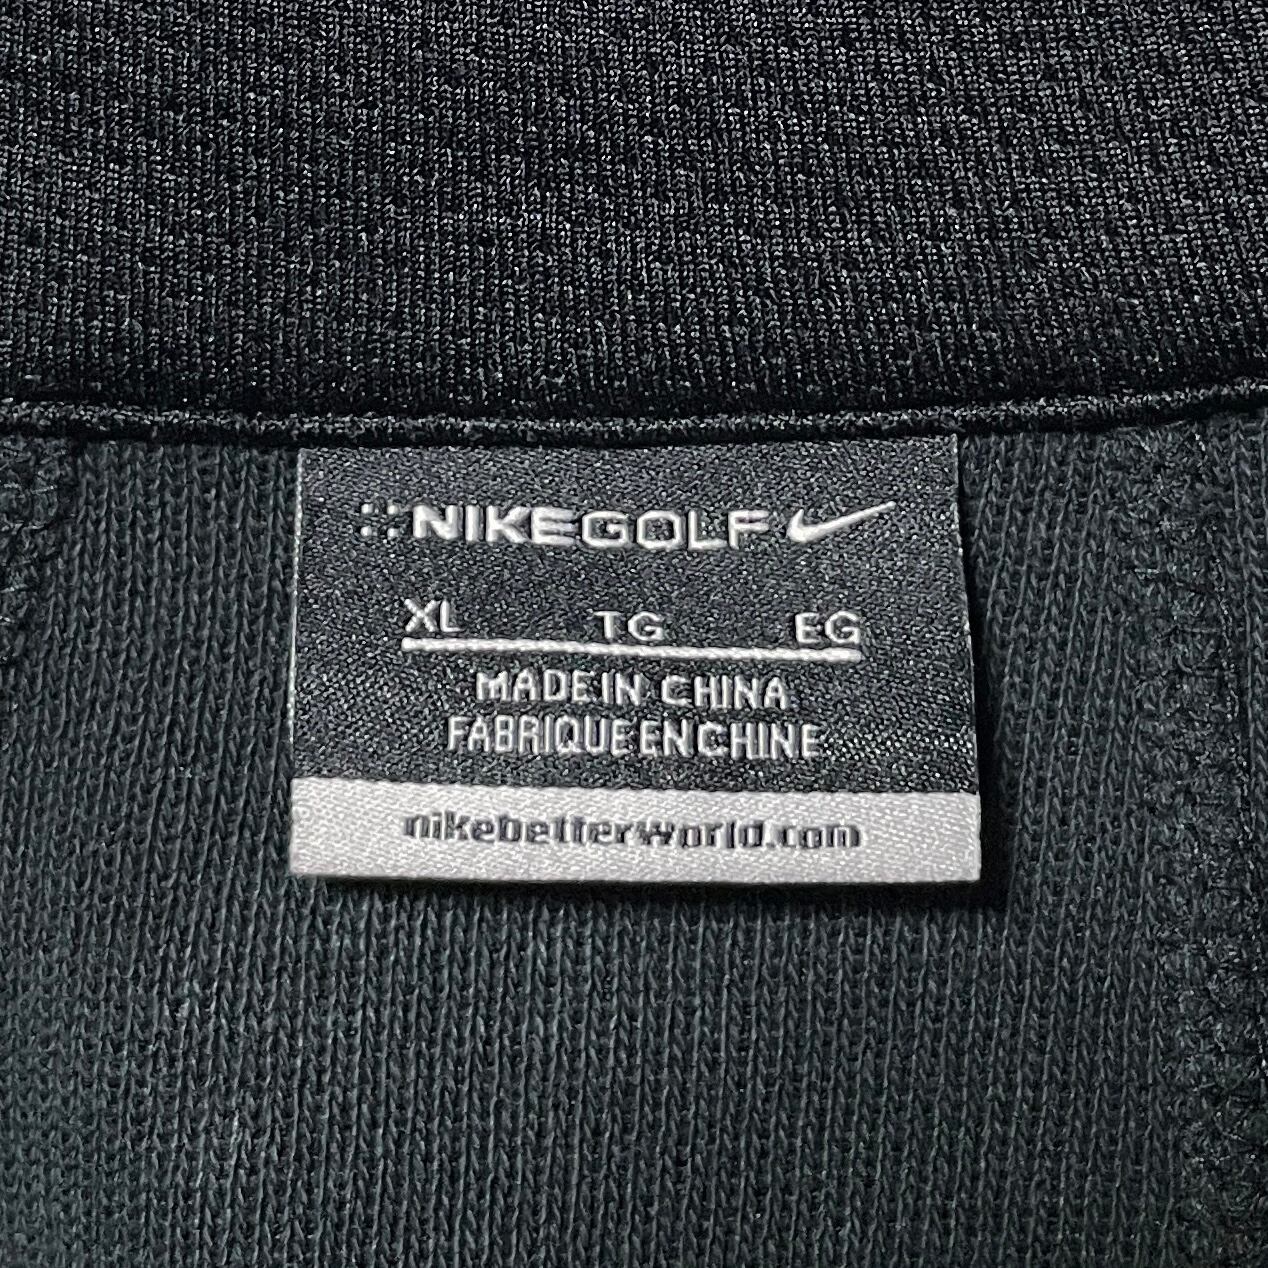 NIKEGOLF
XL TG EG
MADE IN CHINA
FABRIQUE EN CHINE
nikebetterworld.com